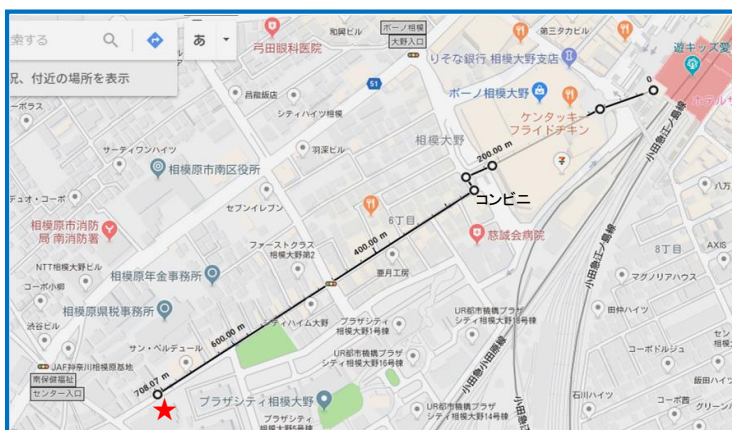 索する
あ
況、付近の場所を表示
弓田眼科医院
和興ビル
ボーノ相模
大野入口
第三タカビル
りそな銀行 相模大野支店
遊キッズ愛
51
昌龍飯店
シティハイツ相模
ボーノ相模大野
0
ケンタッキー
フライドチキン
小田急江ノ島線
相模大野
サーティワンハイツ
羽深ビル
相模原市南区役所
200.00 m
コンビニ
デュオ・コーポ
セブンイレブン
6丁目
相模原市消防
局 南消防署
400.00 m
慈誠会病院
ファーストクラス
相模大野第2
8丁目
AXIS
NTT相模大野ビル
相模原年金事務所
亜月工房
マグノリアハウス
コーポ小柳
小田急江ノ島線
相模原県税事務所
シティハイム大野
UR都市機構プラザ
シティ相模大野18号棟
田仲ハイツ
渋谷ビル
600.00 m
プラザシティ
相模大野1号棟
サン・ベルデュール
UR都市機構プラザ
シティ相模大野16号棟
小田急小田原線
コーポドルジュ
JAF神奈川相模原基地
南保健福祉
センター入口
708.07 m
プラザシティ相模大野
飯田ハイツ
石川ハイツ
コーポ茜
プラザシティ
相模大野5号棟
UR都市機構プラザ
シティ相模大野14号棟